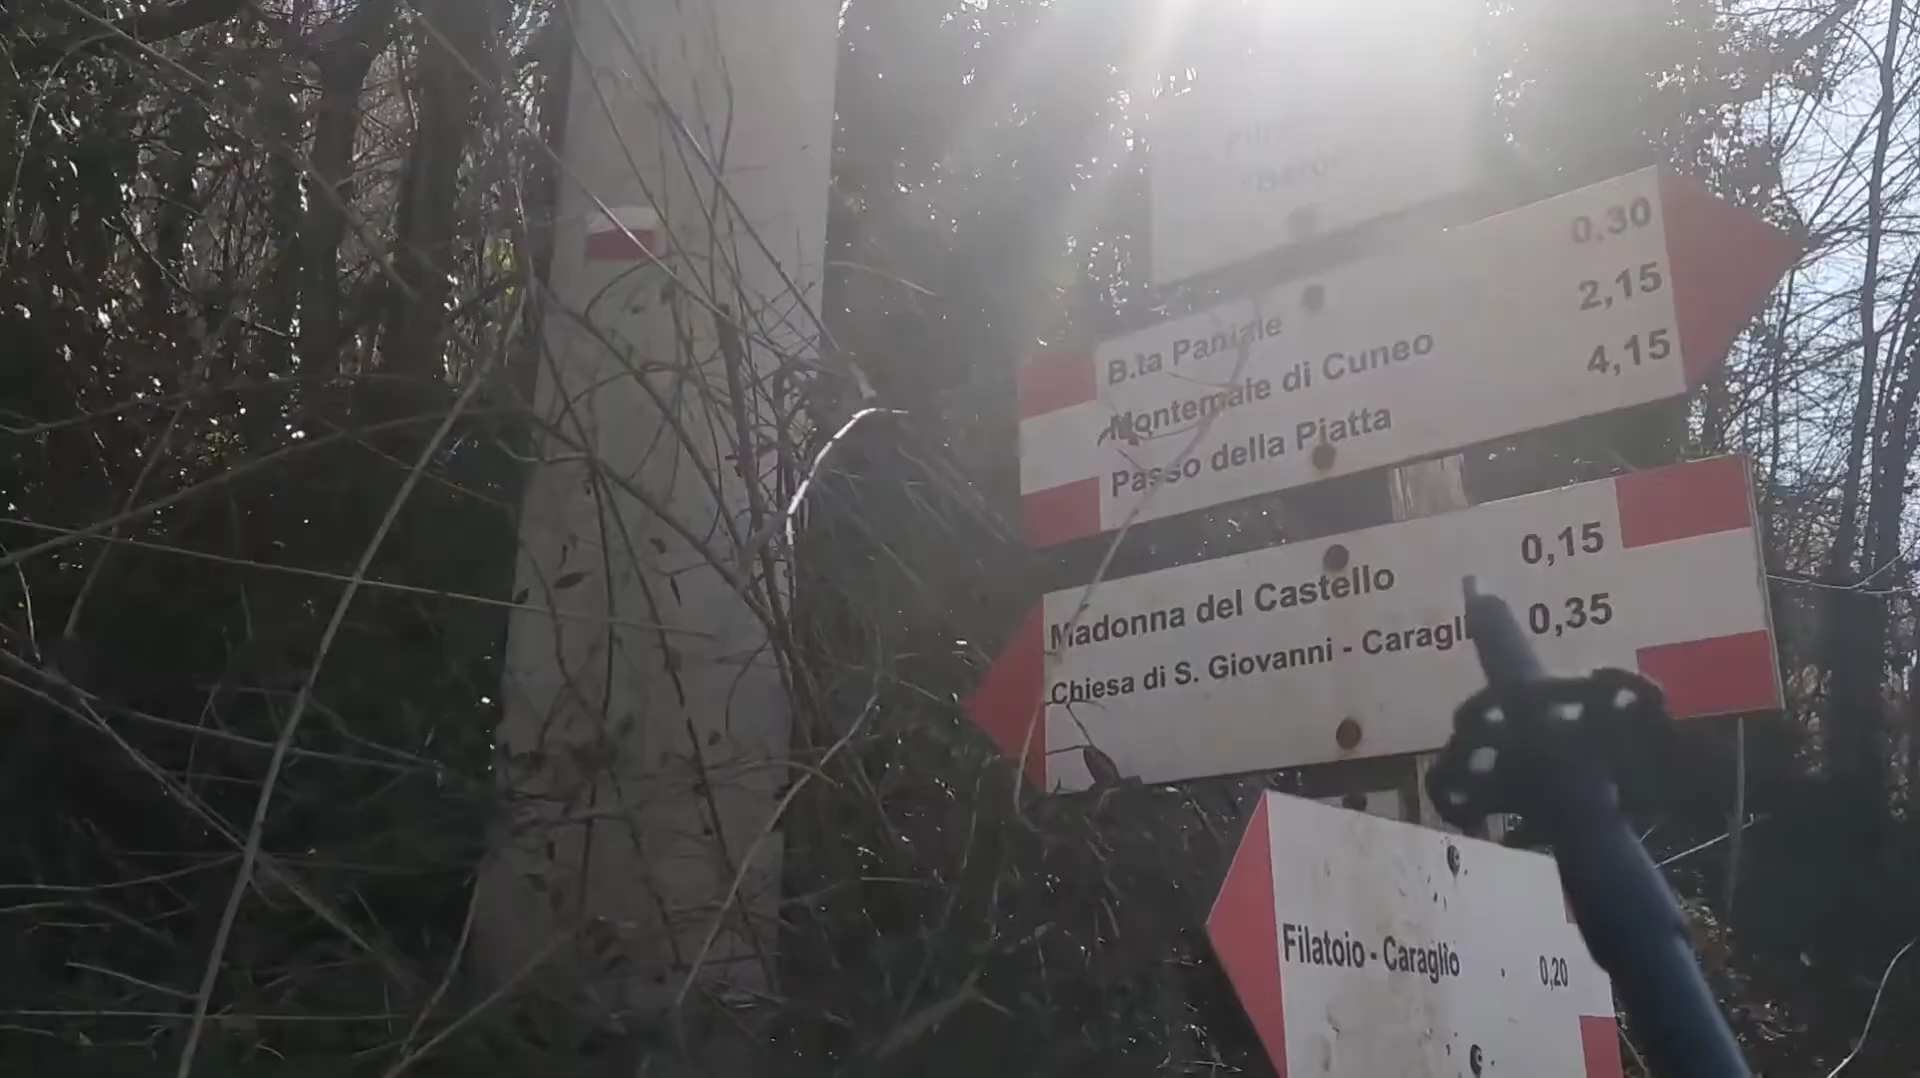 B.ta Paniale 0,30
Montemale di Cuneo 2,15
Passo della Piatta 4,15
Madonna del Castello 0,15
Chiesa di S. Giovanni - Caragli 0,35
Filatoio - Caraglio 0,20